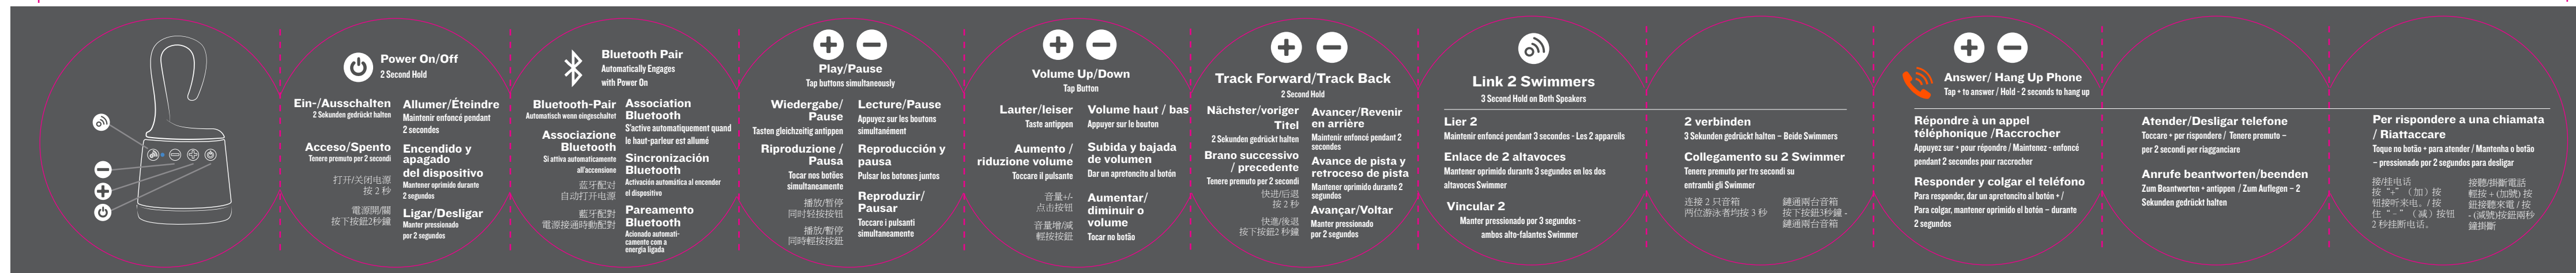 Power On/Off
2 Second Hold
Ein-/Ausschalten
2 Sekunden gedrückt halten
Acceso/Spento
Tenere premuto per 2 secondi
打开/关闭电源
按 2 秒
電源開/關
按下按鈕2秒鐘
Allumer/Éteindre
Maintenir enfoncé pendant
2 secondes
Encendido y
apagado
del dispositivo
Mantener oprimido durante
2 segundos
Ligar/Desligar
Manter pressionado
por 2 segundos
Bluetooth Pair
Automatically Engages
with Power On
Bluetooth-Pair
Automatisch wenn eingeschaltet
Associazione
Bluetooth
Si attiva automaticamente
all'accensione
蓝牙配对
自动打开电源
藍牙配對
電源接通時動配對
Association
Bluetooth
S'active automatiquement quand
le haut-parleur est allumé
Sincronización
Bluetooth
Activación automática al encender
el dispositivo
Pareamento
Bluetooth
Acionado automati-
camente com a
energia ligada
Play/Pause
Tap buttons simultaneously
Wiedergabe/
Pause
Tasten gleichzeitig antippen
Riproduzione /
Pausa
Tocar nos botões
simultaneamente
播放/暂停
同时轻按按钮
播放/暫停
同時輕按按鈕
Lecture/Pause
Appuyez sur les boutons
simultanément
Reproducción y
pausa
Pulsar los botones juntos
Reproduzir/
Pausar
Toccare i pulsanti
simultaneamente
Volume Up/Down
Tap Button
Lauter/leiser
Taste antippen
Aumento /
riduzione volume
Toccare il pulsante
音量+/-
点击按钮
音量增/減
輕按按鈕
Volume haut / bas
Appuyer sur le bouton
Subida y bajada
de volumen
Dar un apretoncito al botón
Aumentar/
diminuir o
volume
Tocar no botão
Track Forward/Track Back
2 Second Hold
Nächster/voriger
Titel
2 Sekunden gedrückt halten
Brano successivo
/ precedente
Tenere premuto per 2 secondi
快进/后退
按 2 秒
快進/後退
按下按鈕2 秒鐘
Avancer/Revenir
en arrière
Maintenir enfoncé pendant 2
secondes
Avance de pista y
retroceso de pista
Mantener oprimido durante 2
segundos
Avançar/Voltar
Manter pressionado
por 2 segundos
Link 2 Swimmers
3 Second Hold on Both Speakers
Lier 2
Maintenir enfoncé pendant 3 secondes - Les 2 appareils
Enlace de 2 altavoces
Mantener oprimido durante 3 segundos en los dos
altavoces Swimmer
Vincular 2
Manter pressionado por 3 segundos -
ambos alto-falantes Swimmer
2 verbinden
3 Sekunden gedrückt halten – Beide Swimmers
Collegamento su 2 Swimmer
Tenere premuto per tre secondi su
entrambi gli Swimmer
连接 2 只音箱
两位游泳者均按 3 秒
鏈通兩台音箱
按下按鈕3秒鐘 -
鏈通兩台音箱
Answer/ Hang Up Phone
Tap + to answer / Hold - 2 seconds to hang up
Répondre à un appel
téléphonique /Raccrocher
Appuyez sur + pour répondre / Maintenez - enfoncé
pendant 2 secondes pour raccrocher
Responder y colgar el teléfono
Para responder, dar un apretoncito al botón + /
Para colgar, mantener oprimido el botón – durante
2 segundos
Atender/Desligar telefone
Toccare + per rispondere / Tenere premuto –
per 2 secondi per riagganciare
Anrufe beantworten/beenden
Zum Beantworten + antippen / Zum Auflegen – 2
Sekunden gedrückt halten
Per rispondere a una chiamata
/ Riattaccare
Toque no botão + para atender / Mantenha o botão
– pressionado por 2 segundos para desligar
接/挂电话
按“+”（加）按
钮接听来电。/ 按
住“–”（减）按钮
2 秒挂断电话。
接聽/掛斷電話
輕按 + (加號) 按
鈕接聽來電 / 按
- (減號)按鈕兩秒
鐘掛斷